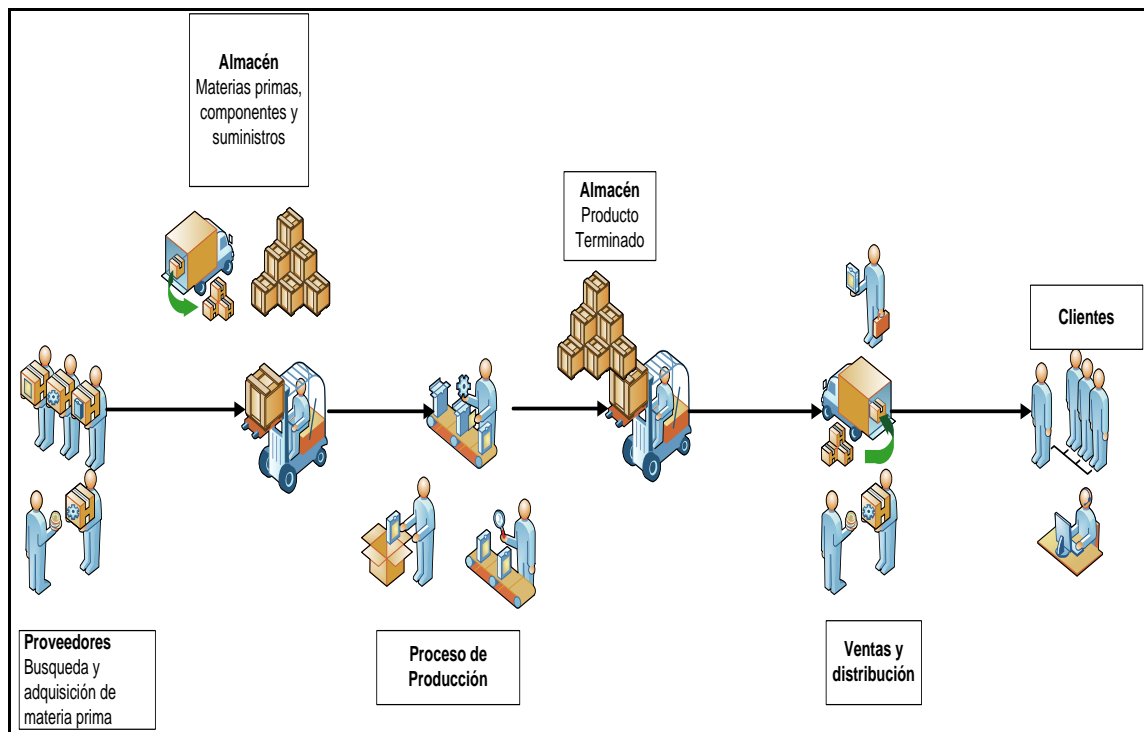 Almacén
Materias primas,
componentes y
suministros
Almacén
Producto
Terminado
Clientes
Proveedores
Busqueda y
adquisición de
materia prima
Proceso de
Producción
Ventas y
distribución